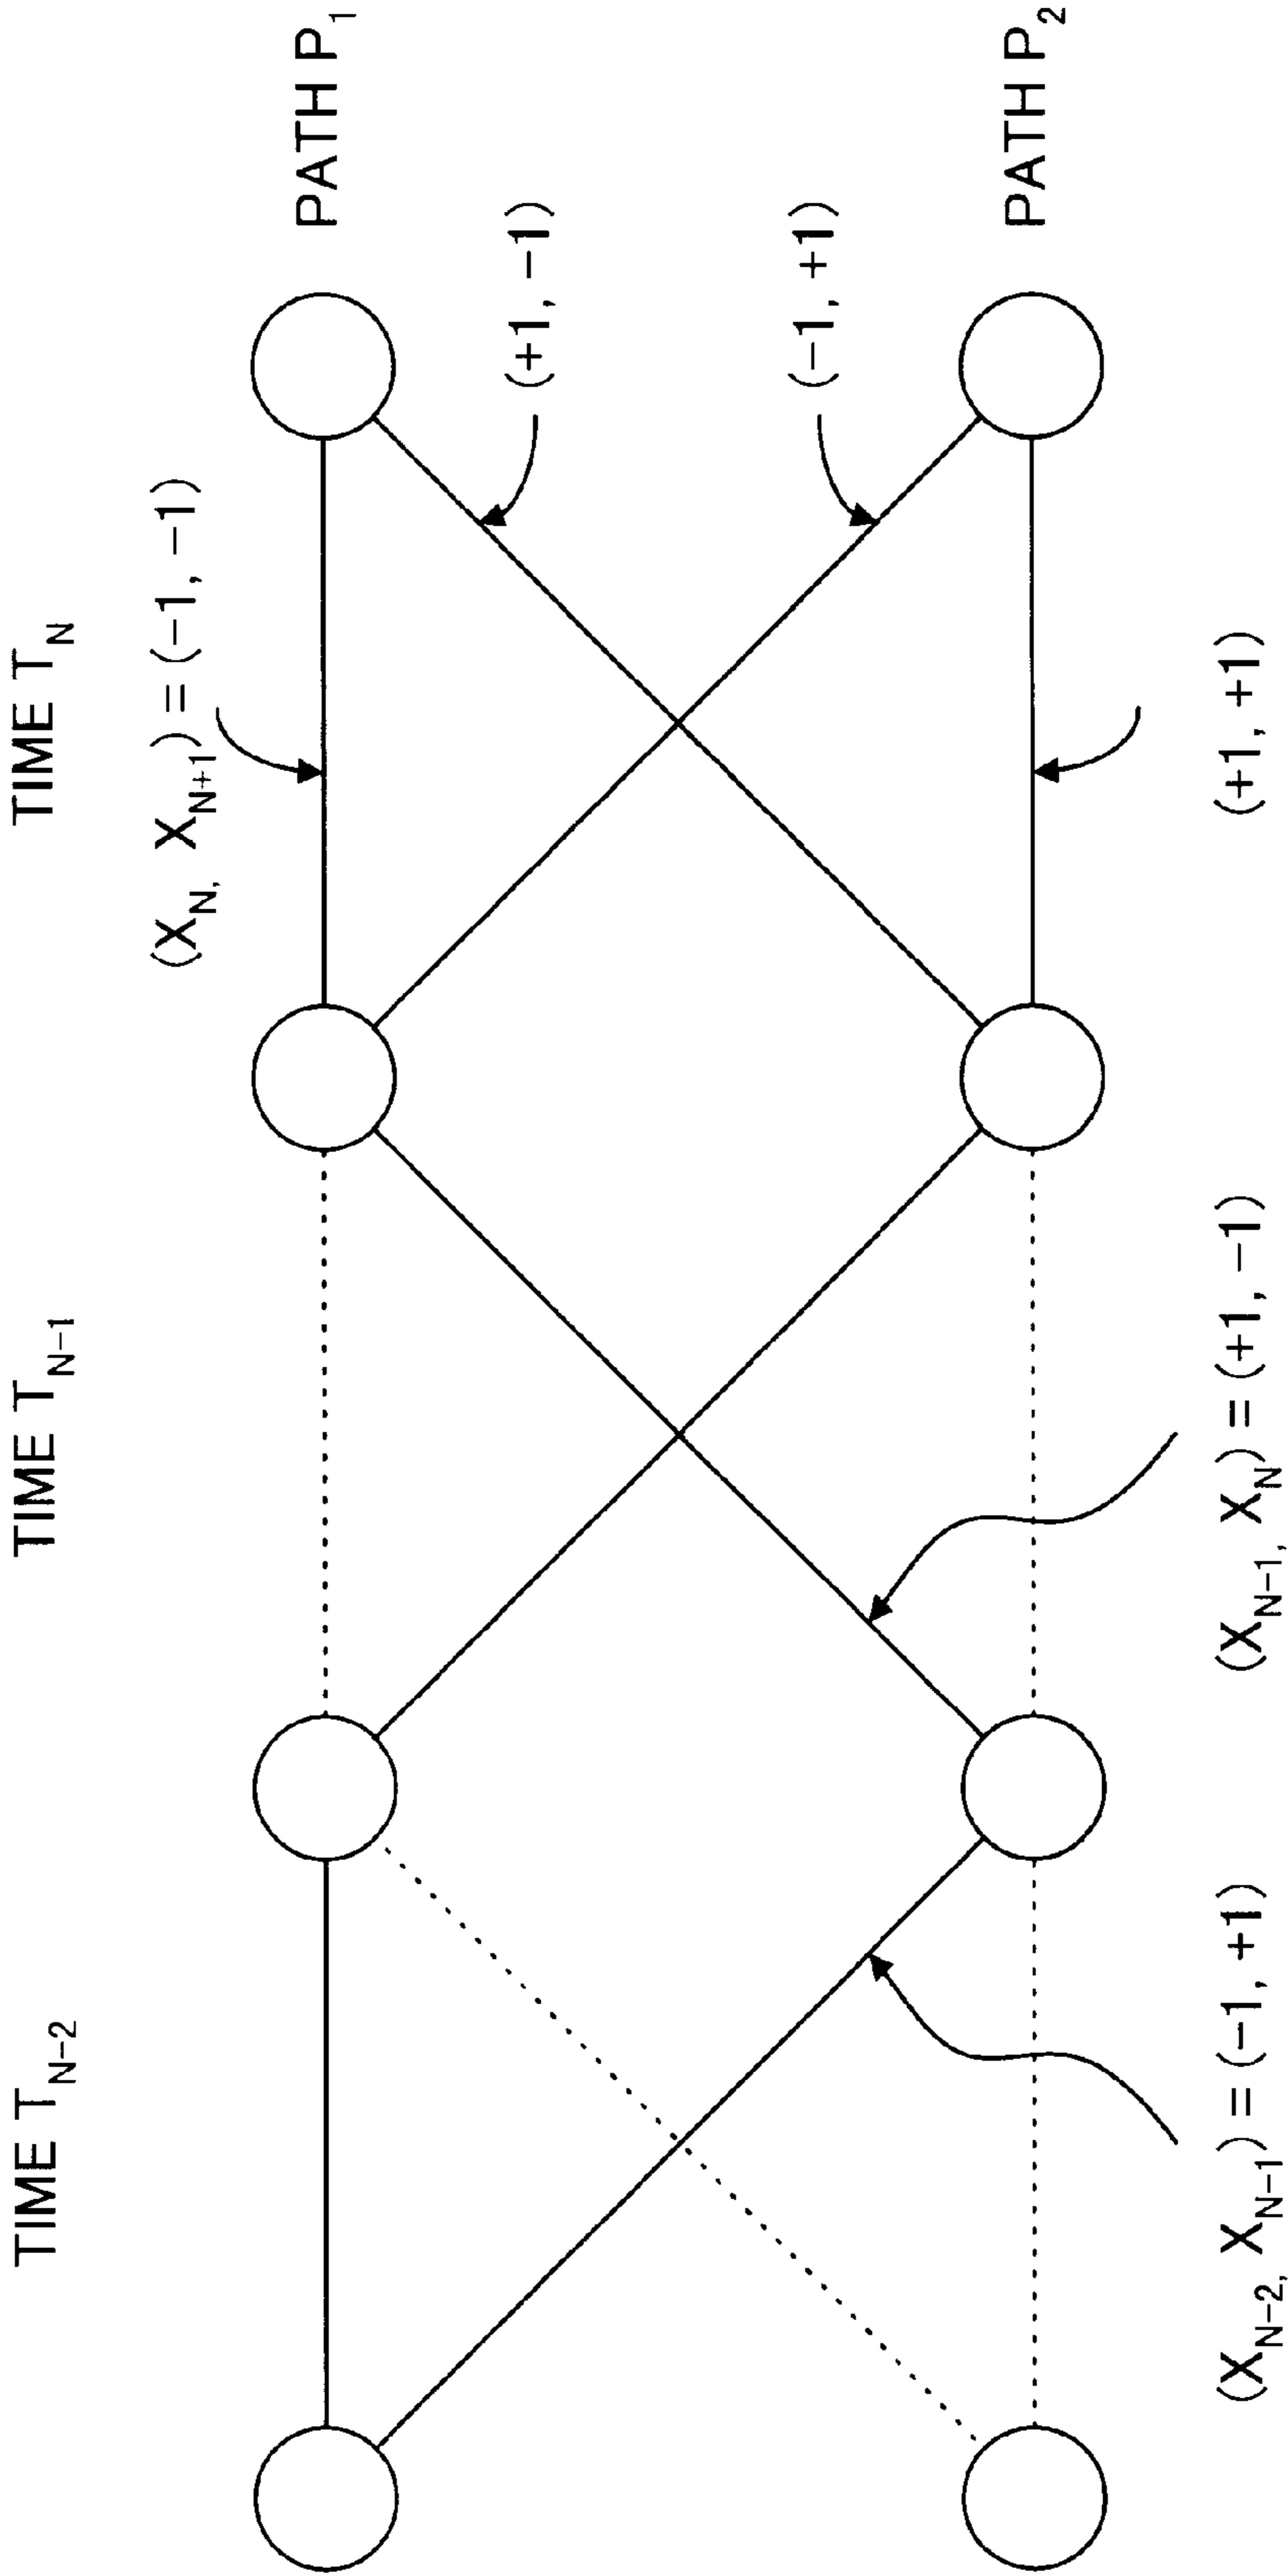 TIME T_{N-2}
TIME T_{N-1}
TIME T_N
(X_{N,} X_{N+1}) = (-1, -1)
PATH P_1
(+1, -1)
(-1, +1)
PATH P_2
(X_{N-2,} X_{N-1}) = (-1, +1)
(X_{N-1,} X_N) = (+1, -1)
(+1, +1)